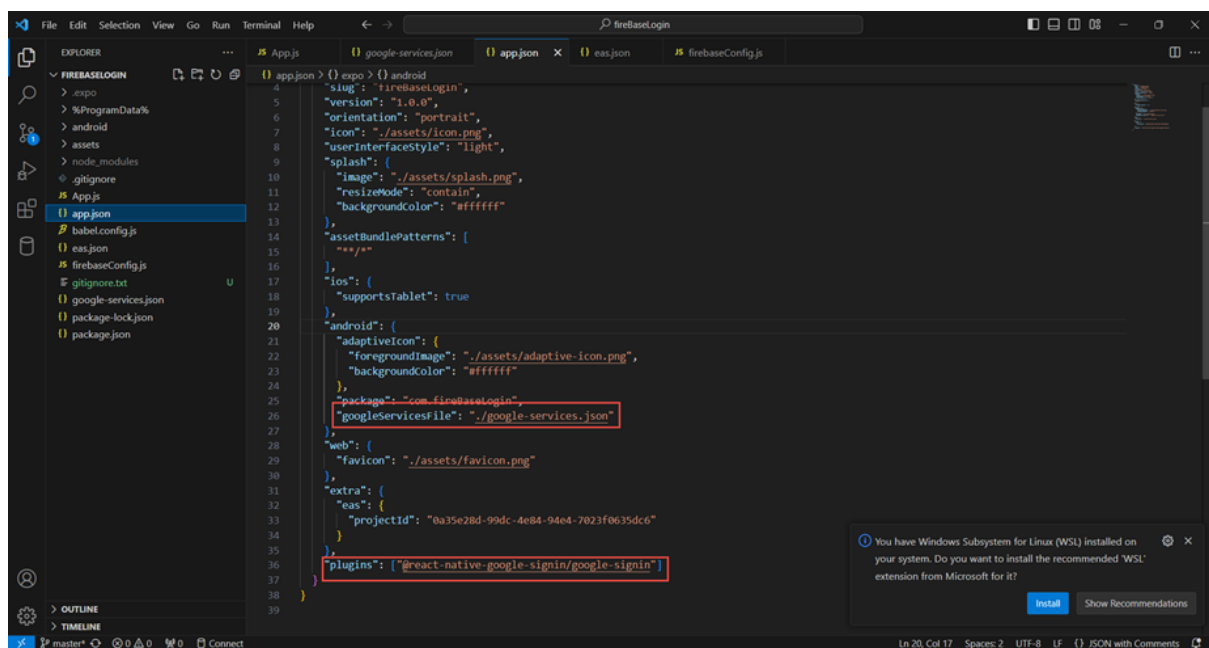 File Edit Selection View Go Run Terminal Help
fireBaseLogin
EXPLORER
FIREBASELOGIN
.expo
%ProgramData%
android
assets
node_modules
.gitignore
App.js
app.json
babel.config.js
eas.json
firebaseConfig.js
gitignore.txt U
google-services.json
package-lock.json
package.json
OUTLINE
TIMELINE
App.js google-services.json app.json eas.json firebaseConfig.js
app.json > expo > android
4 "slug": "fireBaseLogin",
5 "version": "1.0.0",
6 "orientation": "portrait",
7 "icon": "./assets/icon.png",
8 "userInterfaceStyle": "light",
9 "splash": {
10 "image": "./assets/splash.png",
11 "resizeMode": "contain",
12 "backgroundColor": "#ffffff"
13 },
14 "assetBundlePatterns": [
15 "**/*"
16 ],
17 "ios": {
18 "supportsTablet": true
19 },
20 "android": {
21 "adaptiveIcon": {
22 "foregroundImage": "./assets/adaptive-icon.png",
23 "backgroundColor": "#ffffff"
24 },
25 "package": "com.fireBaseLogin",
26 "googleServicesFile": "./google-services.json"
27 },
28 "web": {
29 "favicon": "./assets/favicon.png"
30 },
31 "extra": {
32 "eas": {
33 "projectId": "0a35e28d-99dc-4e84-94e4-7023f0635dc6"
34 }
35 },
36 "plugins": ["@react-native-google-signin/google-signin"]
37 }
38 }
39
You have Windows Subsystem for Linux (WSL) installed on
your system. Do you want to install the recommended 'WSL'
extension from Microsoft for it?
Install Show Recommendations
master* 0 0 0 Connect
Ln 20, Col 17 Spaces: 2 UTF-8 LF {} JSON with Comments